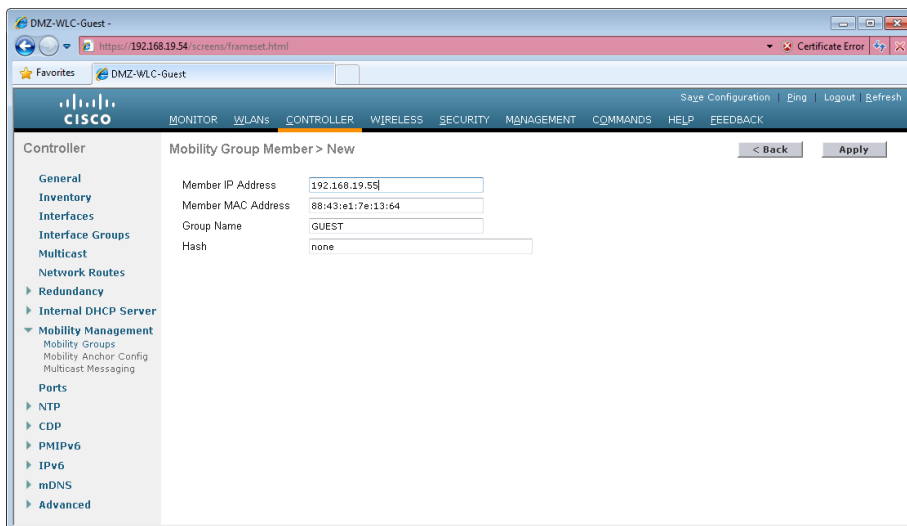 DMZ-WLC-Guest -
https://192.168.19.54/screens/frameset.html
Certificate Error
Favorites
DMZ-WLC-Guest
Save Configuration | Ping | Logout | Refresh
CISCO
MONITOR WLANs CONTROLLER WIRELESS SECURITY MANAGEMENT COMMANDS HELP FEEDBACK
Controller
General
Inventory
Interfaces
Interface Groups
Multicast
Network Routes
Redundancy
Internal DHCP Server
Mobility Management
Mobility Groups
Mobility Anchor Config
Multicast Messaging
Ports
NTP
CDP
PMIPv6
IPv6
mDNS
Advanced
Mobility Group Member > New
< Back
Apply
Member IP Address 192.168.19.55
Member MAC Address 88:43:e1:7e:13:64
Group Name GUEST
Hash none